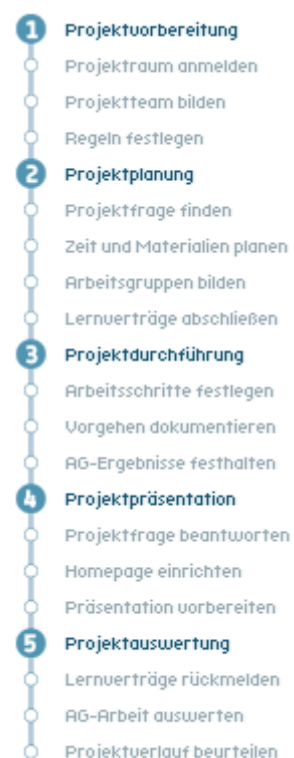 1 Projektvorbereitung
Projektraum anmelden
Projektteam bilden
Regeln festlegen
2 Projektplanung
Projektfrage finden
Zeit und Materialien planen
Arbeitsgruppen bilden
Lernverträge abschließen
3 Projektdurchführung
Arbeitsschritte festlegen
Vorgehen dokumentieren
AG-Ergebnisse festhalten
4 Projektpräsentation
Projektfrage beantworten
Homepage einrichten
Präsentation vorbereiten
5 Projektauswertung
Lernverträge rückmelden
AG-Arbeit auswerten
Projektverlauf beurteilen